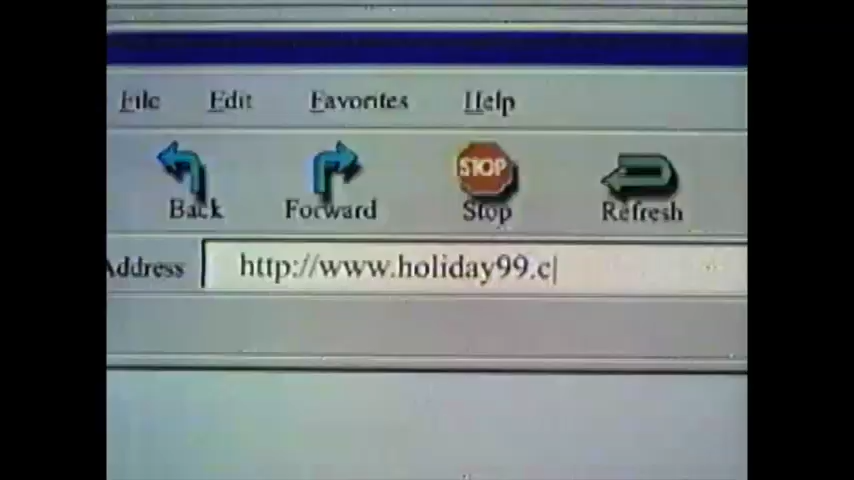 File Edit Favorites Help
STOP
Back Forward Stop Refresh
Address http://www.holiday99.c